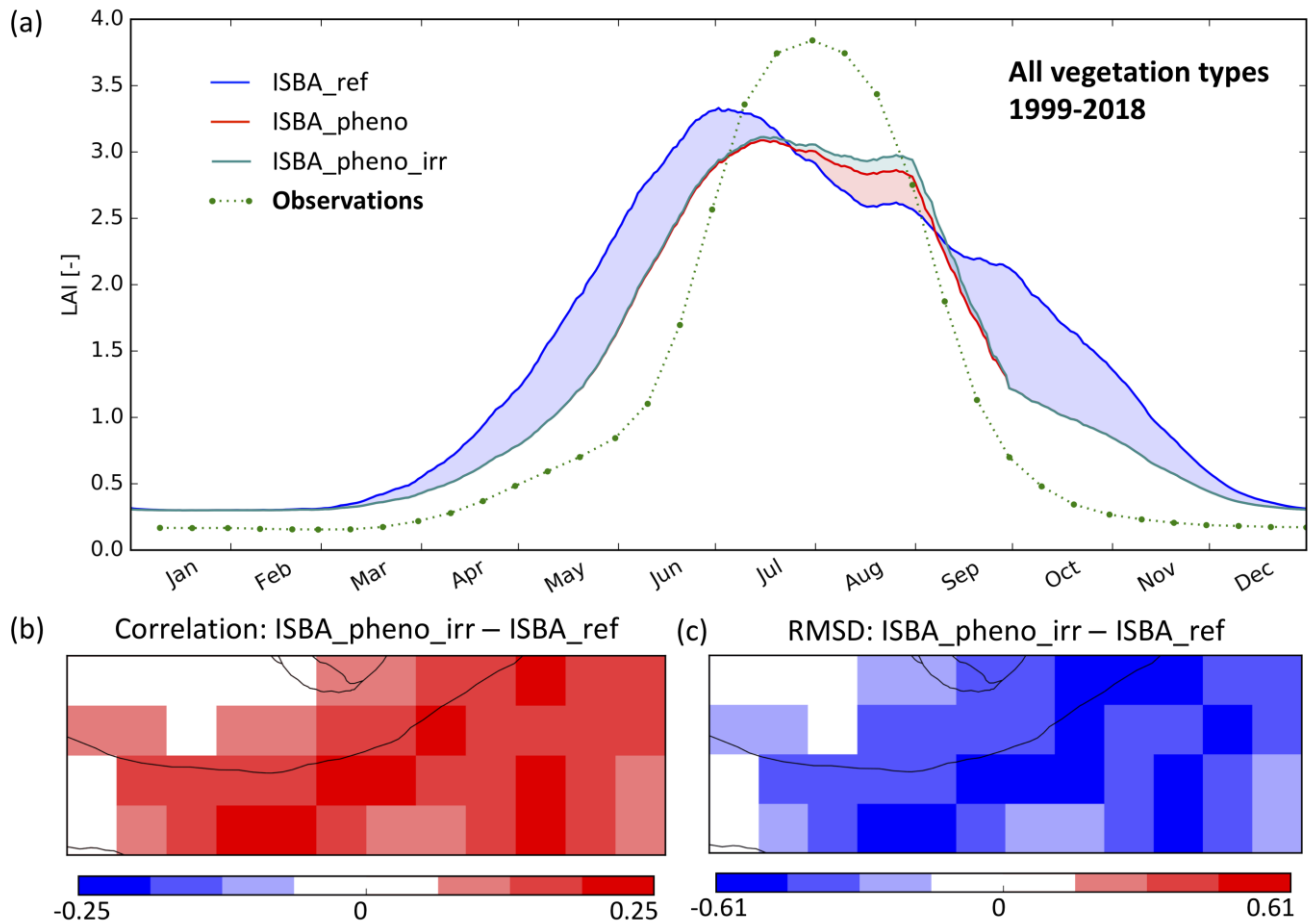 (a)
4.0
3.5
3.0
2.5
2.0
1.5
1.0
0.5
0.0
LAI [-]
ISBA_ref
ISBA_pheno
ISBA_pheno_irr
Observations
All vegetation types
1999-2018
Jan Feb Mar Apr May Jun Jul Aug Sep Oct Nov Dec
(b) Correlation: ISBA_pheno_irr – ISBA_ref
-0.25 0 0.25
(c) RMSD: ISBA_pheno_irr – ISBA_ref
-0.61 0 0.61